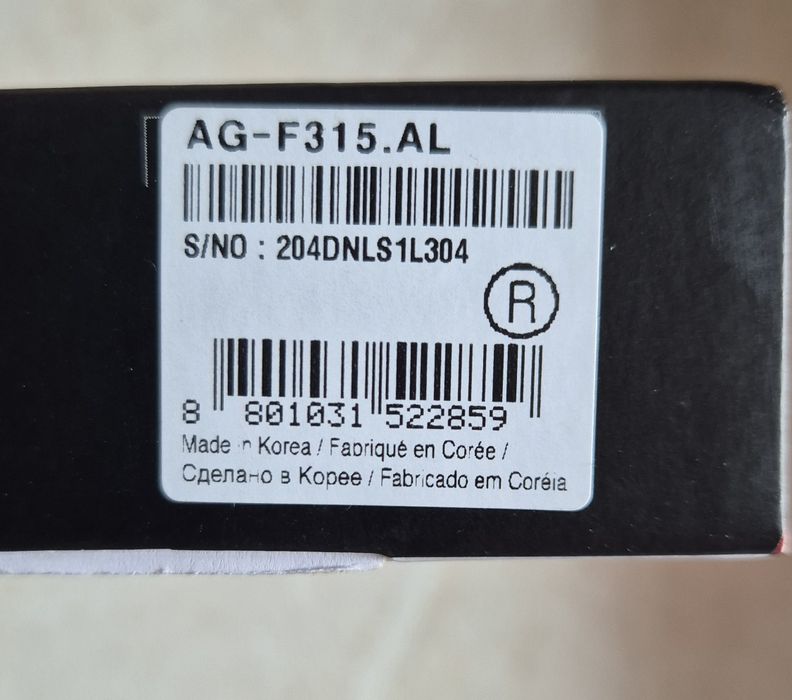 AG-F315.AL
S/NO : 204DNLS1L304
R
8 801031 522859
Made in Korea / Fabriqué en Corée /
Сделано в Корее / Fabricado em Coréia